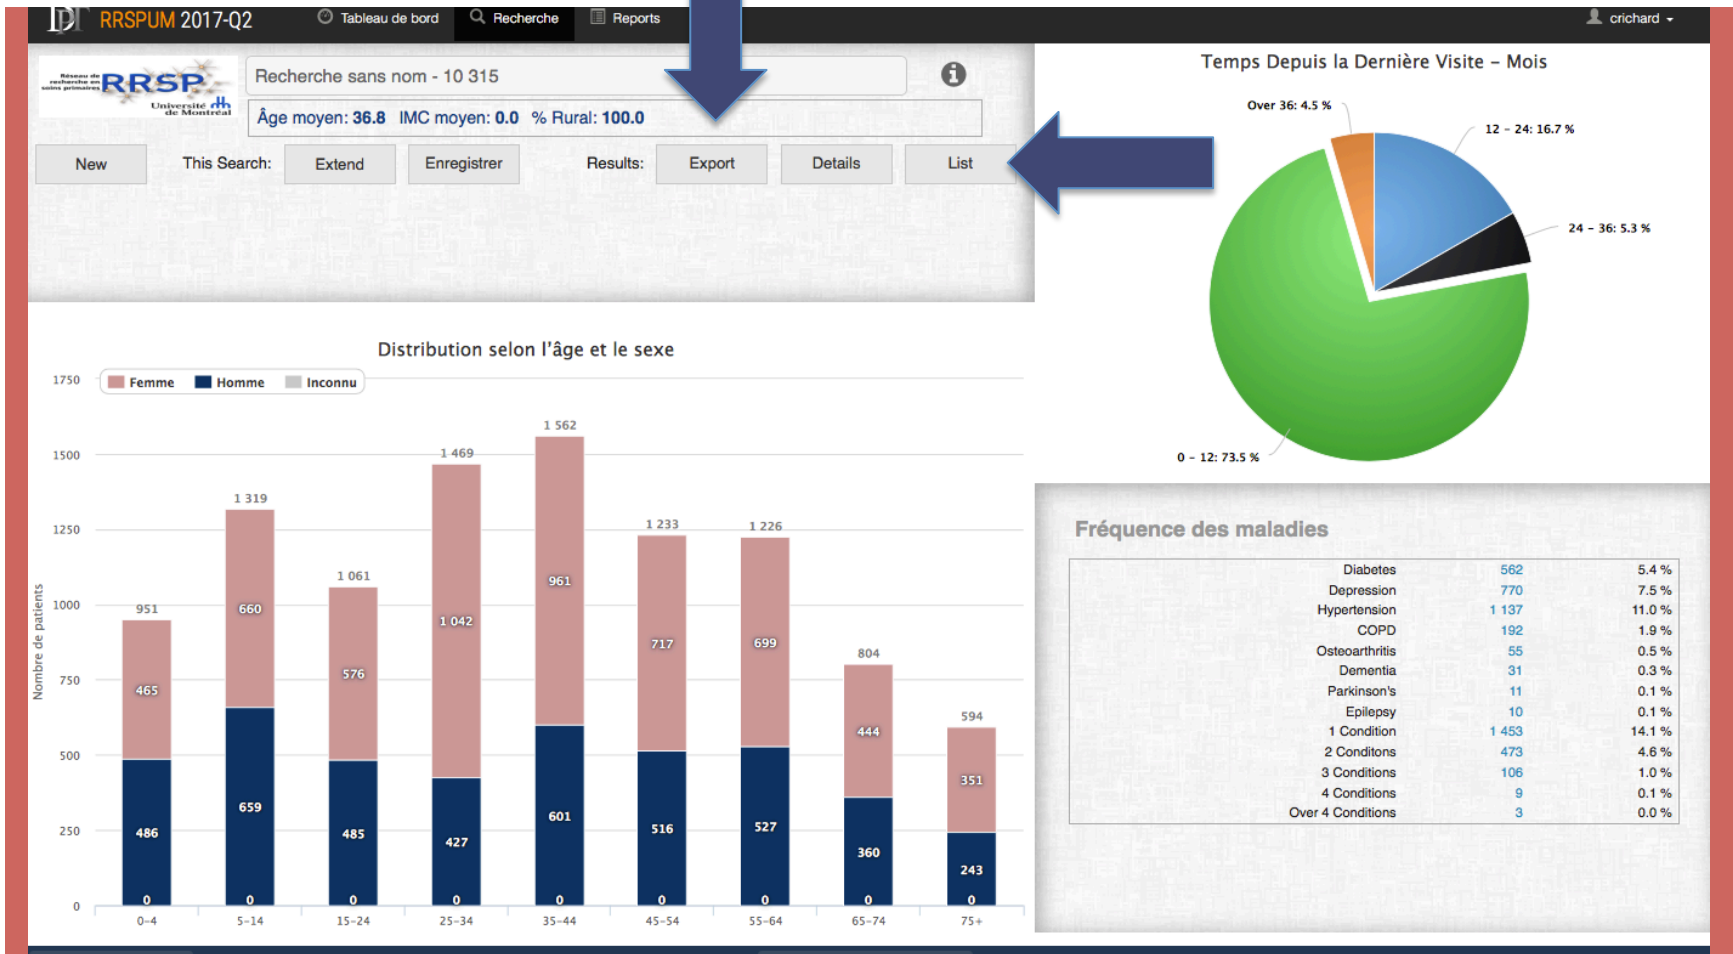 DPT RRSPUM 2017-Q2 Tableau de bord Recherche Reports crichard
Réseau de
recherche en
soins primaires RRSP
Université
de Montréal
Recherche sans nom - 10 315
Âge moyen: 36.8 IMC moyen: 0.0 % Rural: 100.0
New This Search: Extend Enregistrer Results: Export Details List
Temps Depuis la Dernière Visite – Mois
Over 36: 4.5 %
12 – 24: 16.7 %
24 – 36: 5.3 %
0 – 12: 73.5 %
Distribution selon l'âge et le sexe
Femme Homme Inconnu
Nombre de patients
1750
1500
1250
1000
750
500
250
0
951 1 319 1 061 1 469 1 562 1 233 1 226 804 594
465 660 576 1 042 961 717 699 444 351
486 659 485 427 601 516 527 360 243
0 0 0 0 0 0 0 0 0
0–4 5–14 15–24 25–34 35–44 45–54 55–64 65–74 75+
Fréquence des maladies
Diabetes 562 5.4 %
Depression 770 7.5 %
Hypertension 1 137 11.0 %
COPD 192 1.9 %
Osteoarthritis 55 0.5 %
Dementia 31 0.3 %
Parkinson's 11 0.1 %
Epilepsy 10 0.1 %
1 Condition 1 453 14.1 %
2 Conditons 473 4.6 %
3 Conditions 106 1.0 %
4 Conditions 9 0.1 %
Over 4 Conditions 3 0.0 %